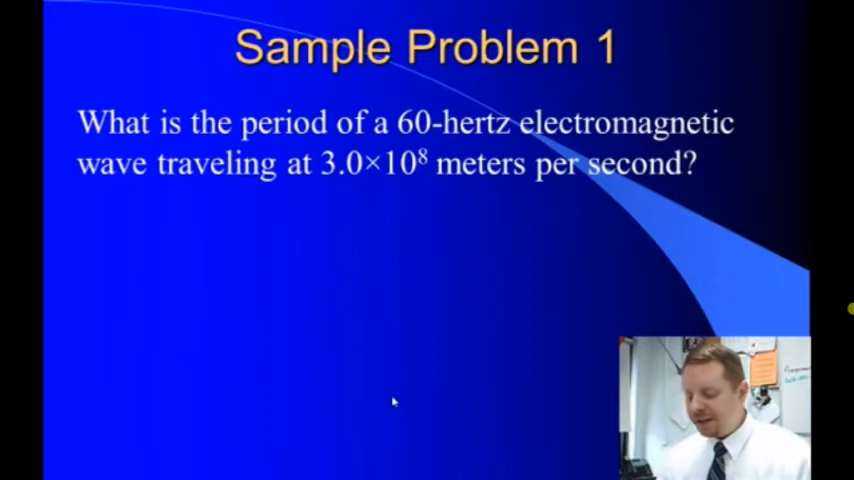 Sample Problem 1
What is the period of a 60-hertz electromagnetic
wave traveling at 3.0×10⁸ meters per second?